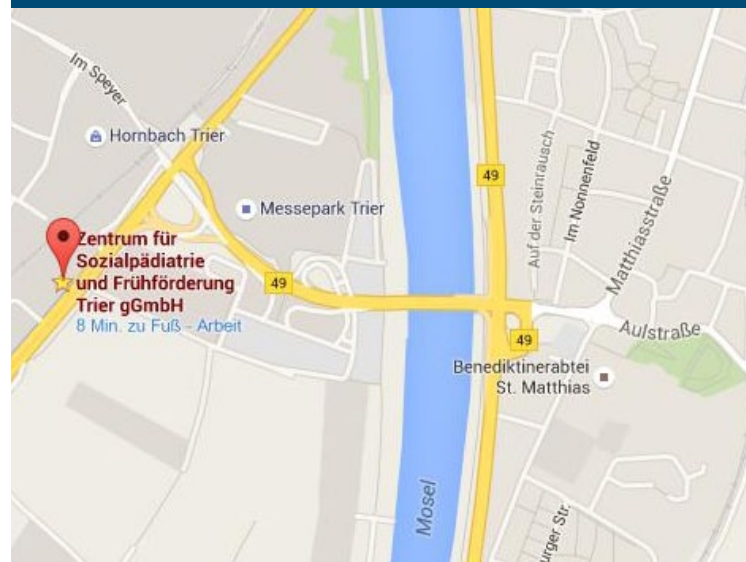 Im Speyer
Hornbach Trier
49
Auf der Steinrausch
Im Nonnenfeld
Matthiasstraße
Messepark Trier
Zentrum für
Sozialpädiatrie
und Frühförderung
Trier gGmbH
8 Min. zu Fuß - Arbeit
49
49
Aulstraße
Benediktinerabtei
St. Matthias
Mosel